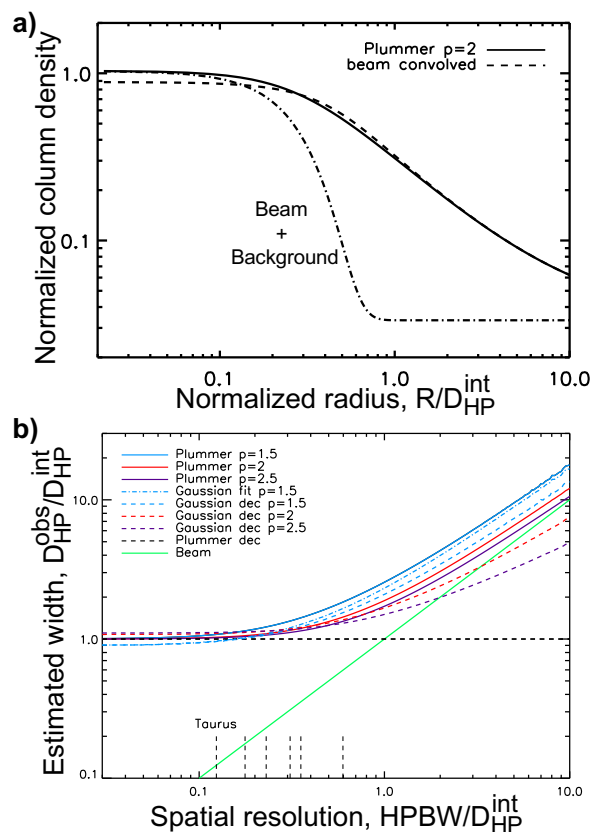 a)
Plummer p=2
beam convolved
1.0
0.1
Normalized column density
Beam
+
Background
0.1
1.0
10.0
Normalized radius, R/D_HP^int
b)
Plummer p=1.5
Plummer p=2
Plummer p=2.5
Gaussian fit p=1.5
Gaussian dec p=1.5
Gaussian dec p=2
Gaussian dec p=2.5
Plummer dec
Beam
10.0
1.0
0.1
Estimated width, D_HP^obs/D_HP^int
Taurus
0.1
1.0
10.0
Spatial resolution, HPBW/D_HP^int